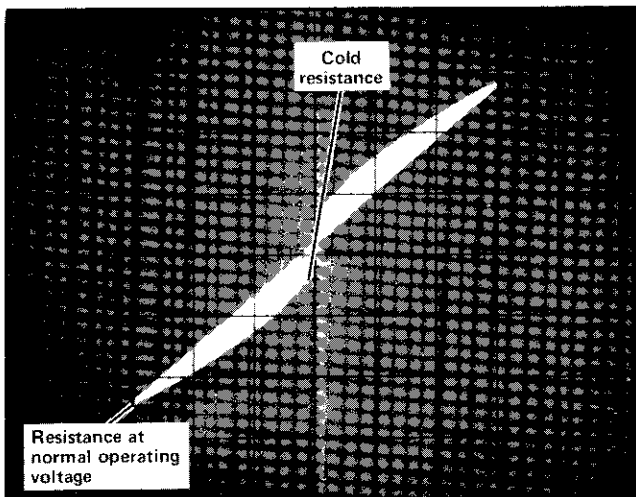 Cold
resistance
Resistance at
normal operating
voltage